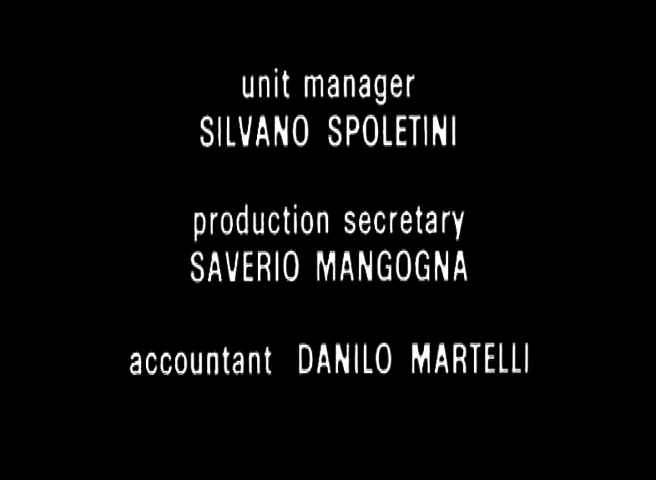 unit manager
SILVANO SPOLETINI
production secretary
SAVERIO MANGOGNA
accountant DANILO MARTELLI